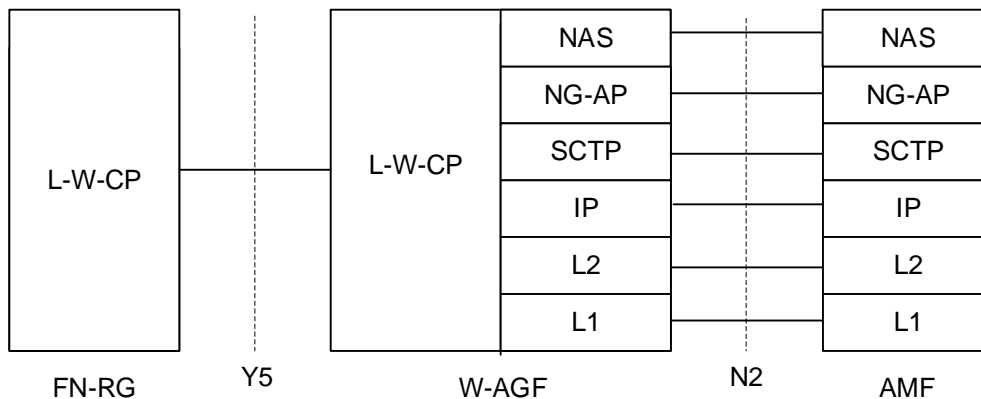 NAS
NAS
NG-AP
NG-AP
L-W-CP
L-W-CP
SCTP
SCTP
IP
IP
L2
L2
L1
L1
FN-RG
Y5
W-AGF
N2
AMF